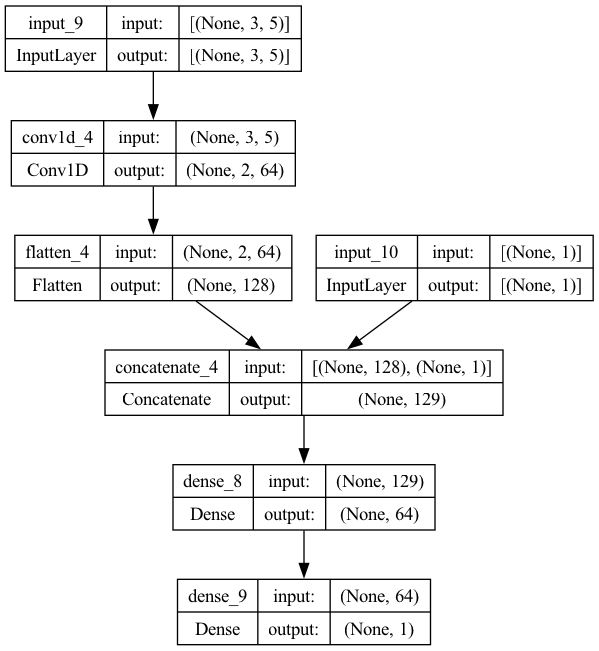 input_9 input: [(None, 3, 5)]
InputLayer output: [(None, 3, 5)]
conv1d_4 input: (None, 3, 5)
Conv1D output: (None, 2, 64)
flatten_4 input: (None, 2, 64)
Flatten output: (None, 128)
input_10 input: [(None, 1)]
InputLayer output: [(None, 1)]
concatenate_4 input: [(None, 128), (None, 1)]
Concatenate output: (None, 129)
dense_8 input: (None, 129)
Dense output: (None, 64)
dense_9 input: (None, 64)
Dense output: (None, 1)